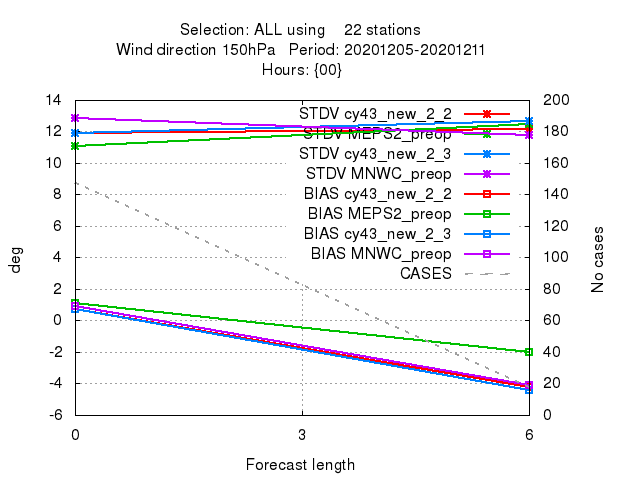 Selection: ALL using 22 stations
Wind direction 150hPa Period: 20201205-20201211
Hours: {00}
14
12
10
8
6
4
2
0
-2
-4
-6
deg
200
180
160
140
120
100
80
60
40
20
0
No cases
STDV cy43_new_2_2
STDV MEPS2_preop
STDV cy43_new_2_3
STDV MNWC_preop
BIAS cy43_new_2_2
BIAS MEPS2_preop
BIAS cy43_new_2_3
BIAS MNWC_preop
CASES
0 3 6
Forecast length